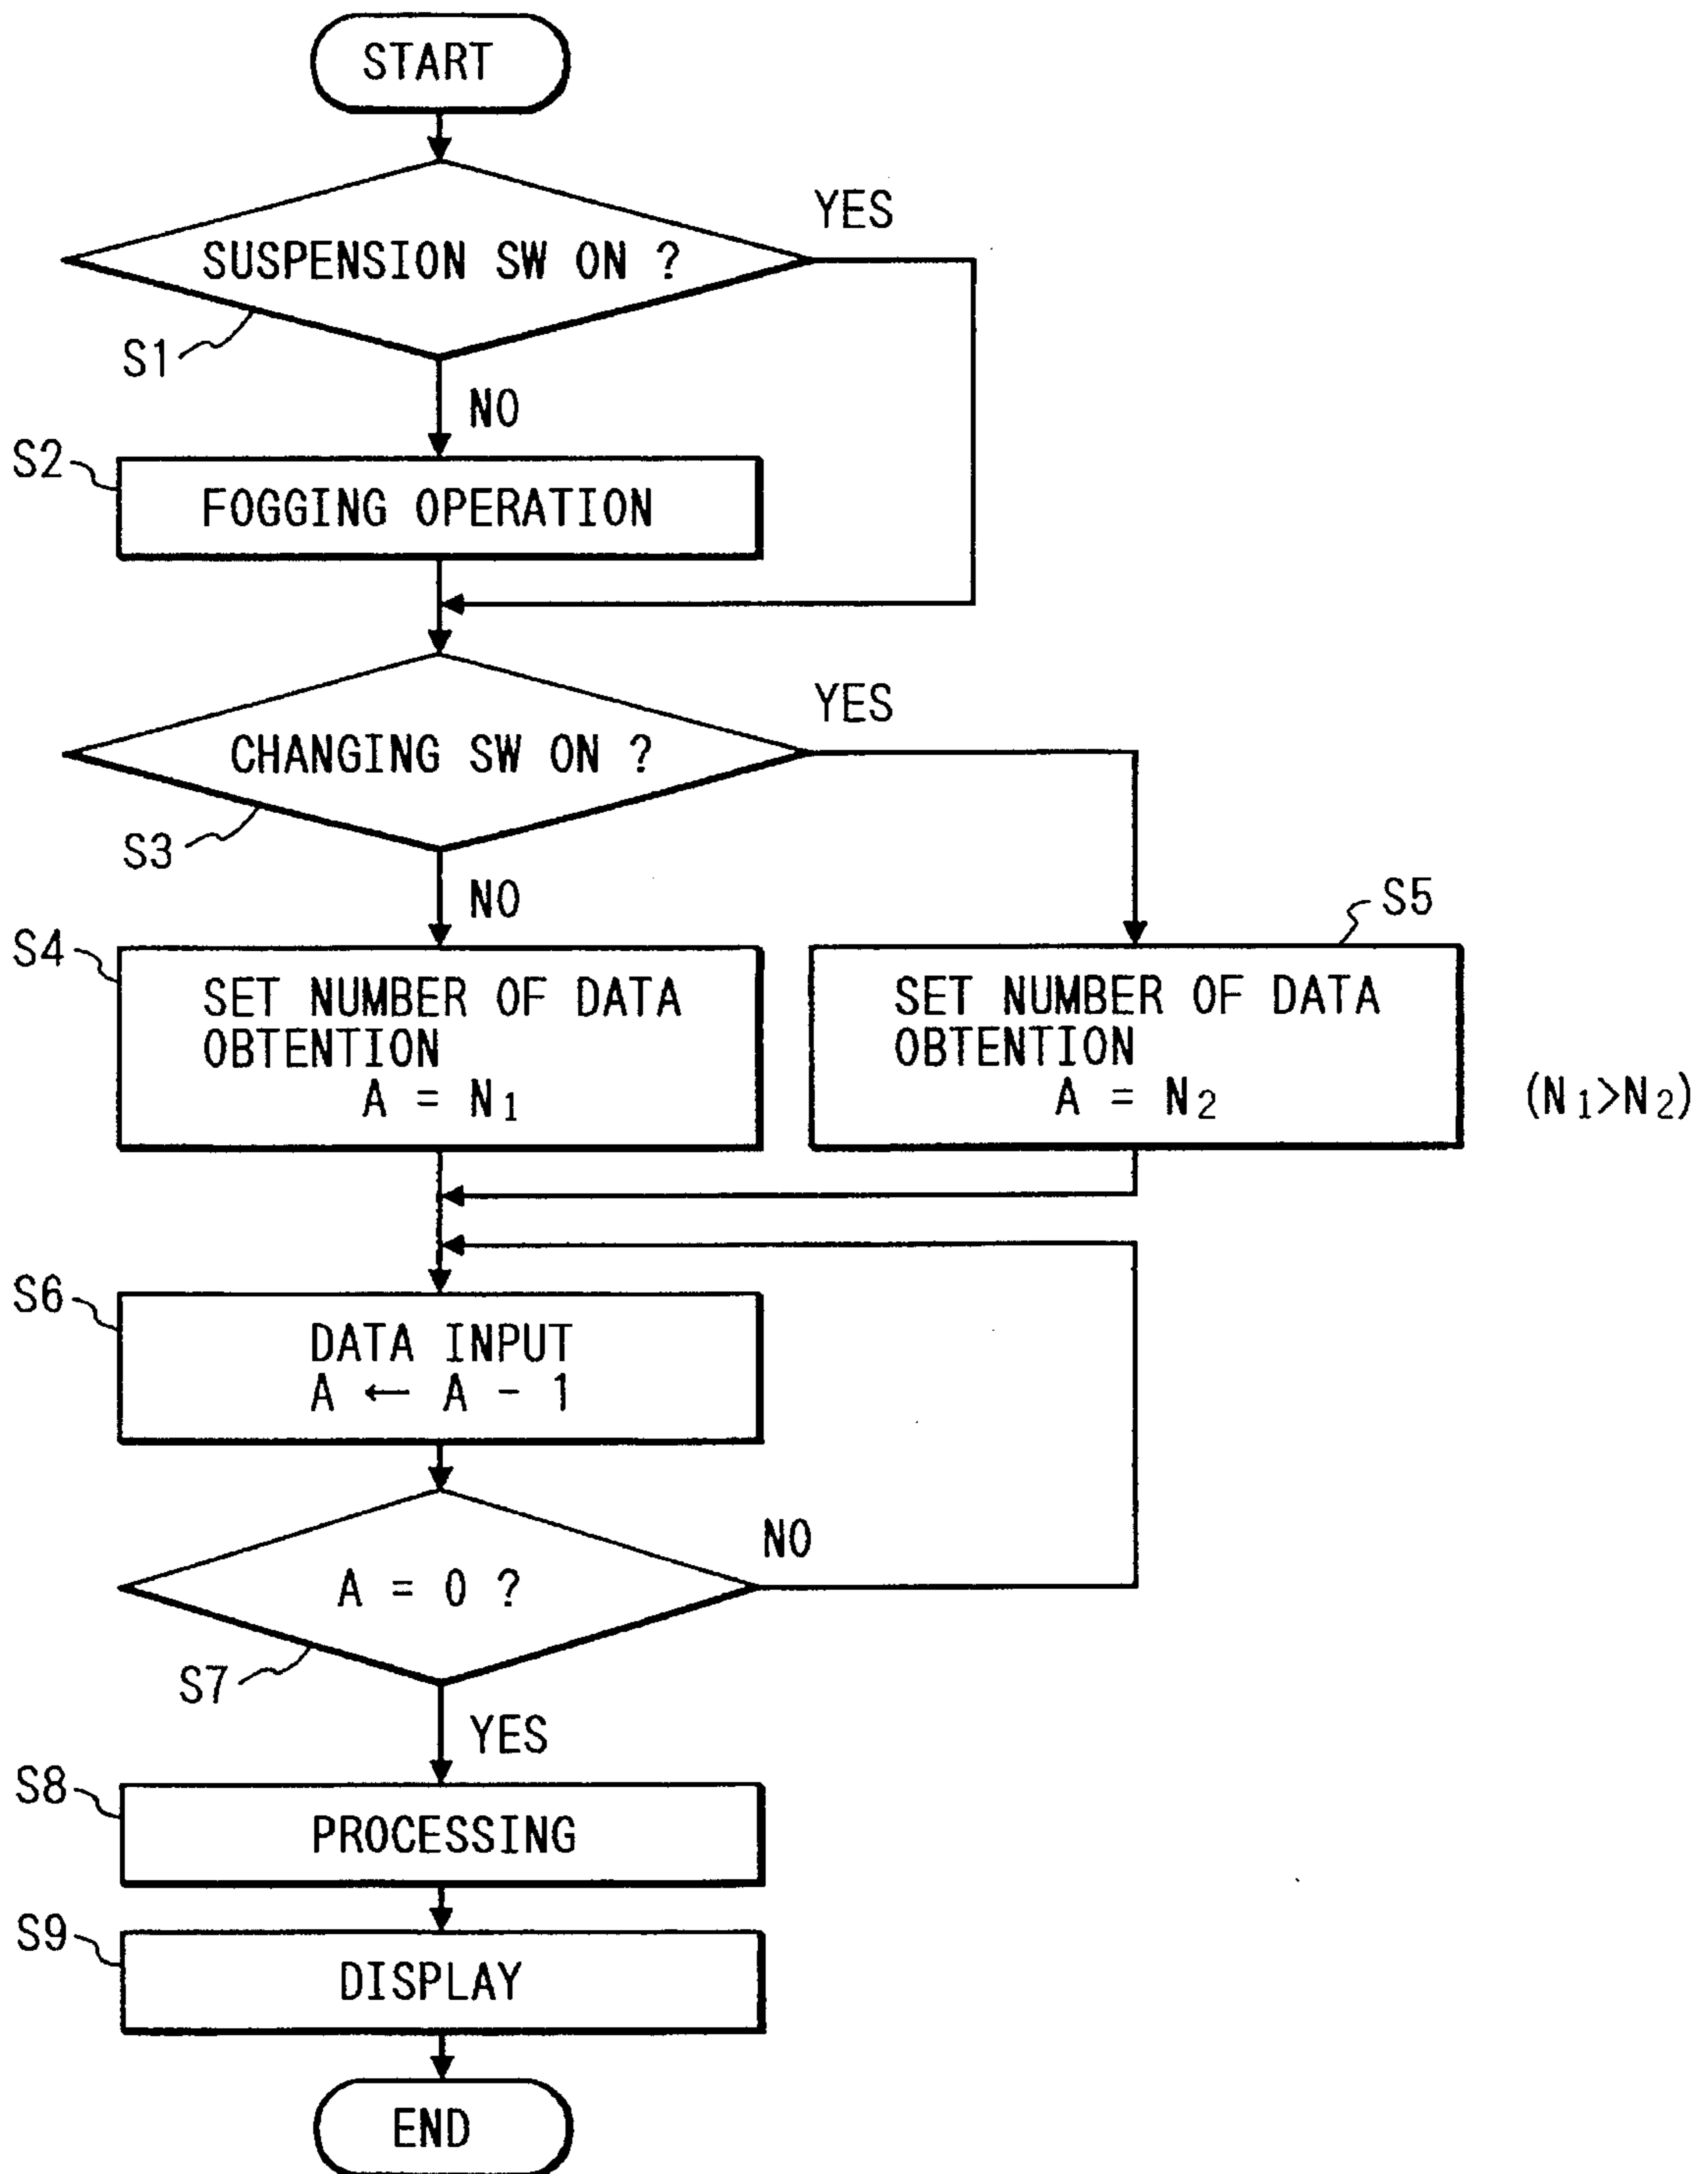 START
SUSPENSION SW ON ?
YES
S1
NO
S2
FOGGING OPERATION
CHANGING SW ON ?
YES
S3
NO
S4
SET NUMBER OF DATA
OBTENTION
A = N1
S5
SET NUMBER OF DATA
OBTENTION
A = N2
(N1>N2)
S6
DATA INPUT
A ← A - 1
A = 0 ?
NO
S7
YES
S8
PROCESSING
S9
DISPLAY
END